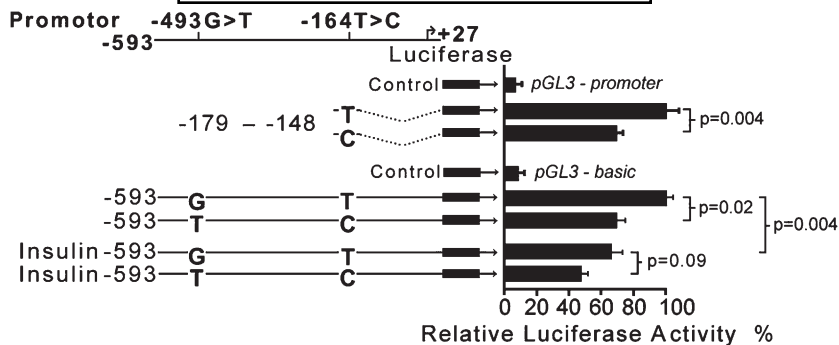 Promotor -493G>T -164T>C
-593 +27
Luciferase
Control pGL3 - promoter
-179 – -148 T
C
p=0.004
Control pGL3 - basic
-593 G T
-593 T C
p=0.02
p=0.004
Insulin -593 G T
Insulin -593 T C
p=0.09
0 20 40 60 80 100
Relative Luciferase Activity %